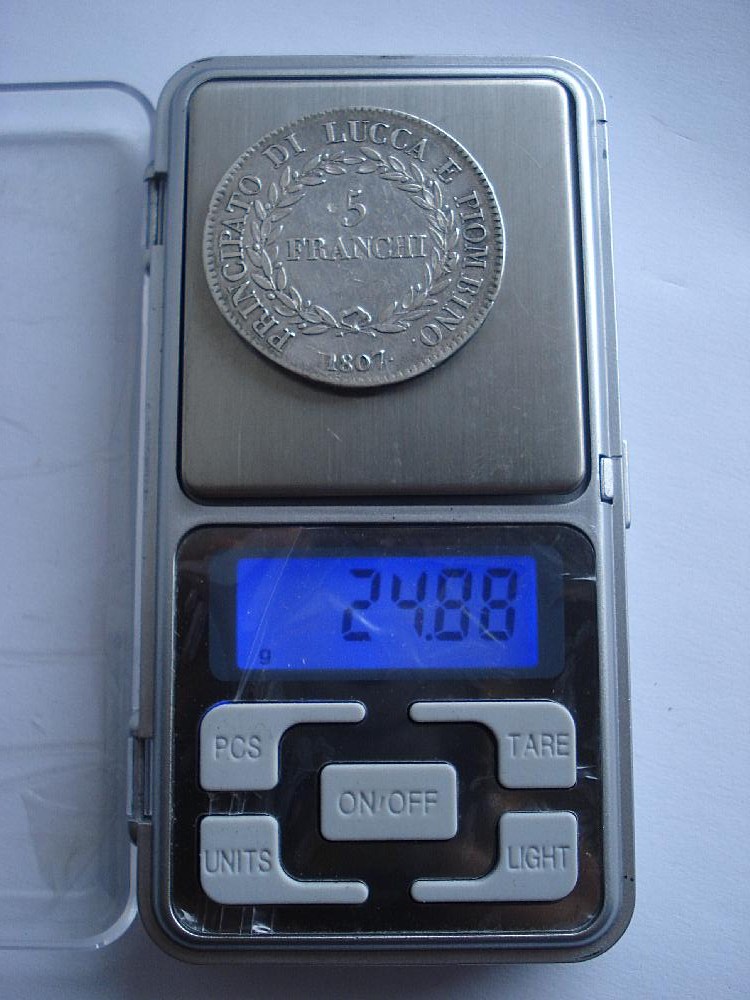 PRINCIPATO DI LUCCA E PIOMBINO.
5
FRANCHI
1807.
24.88
g
PCS
TARE
ON/OFF
UNITS
LIGHT